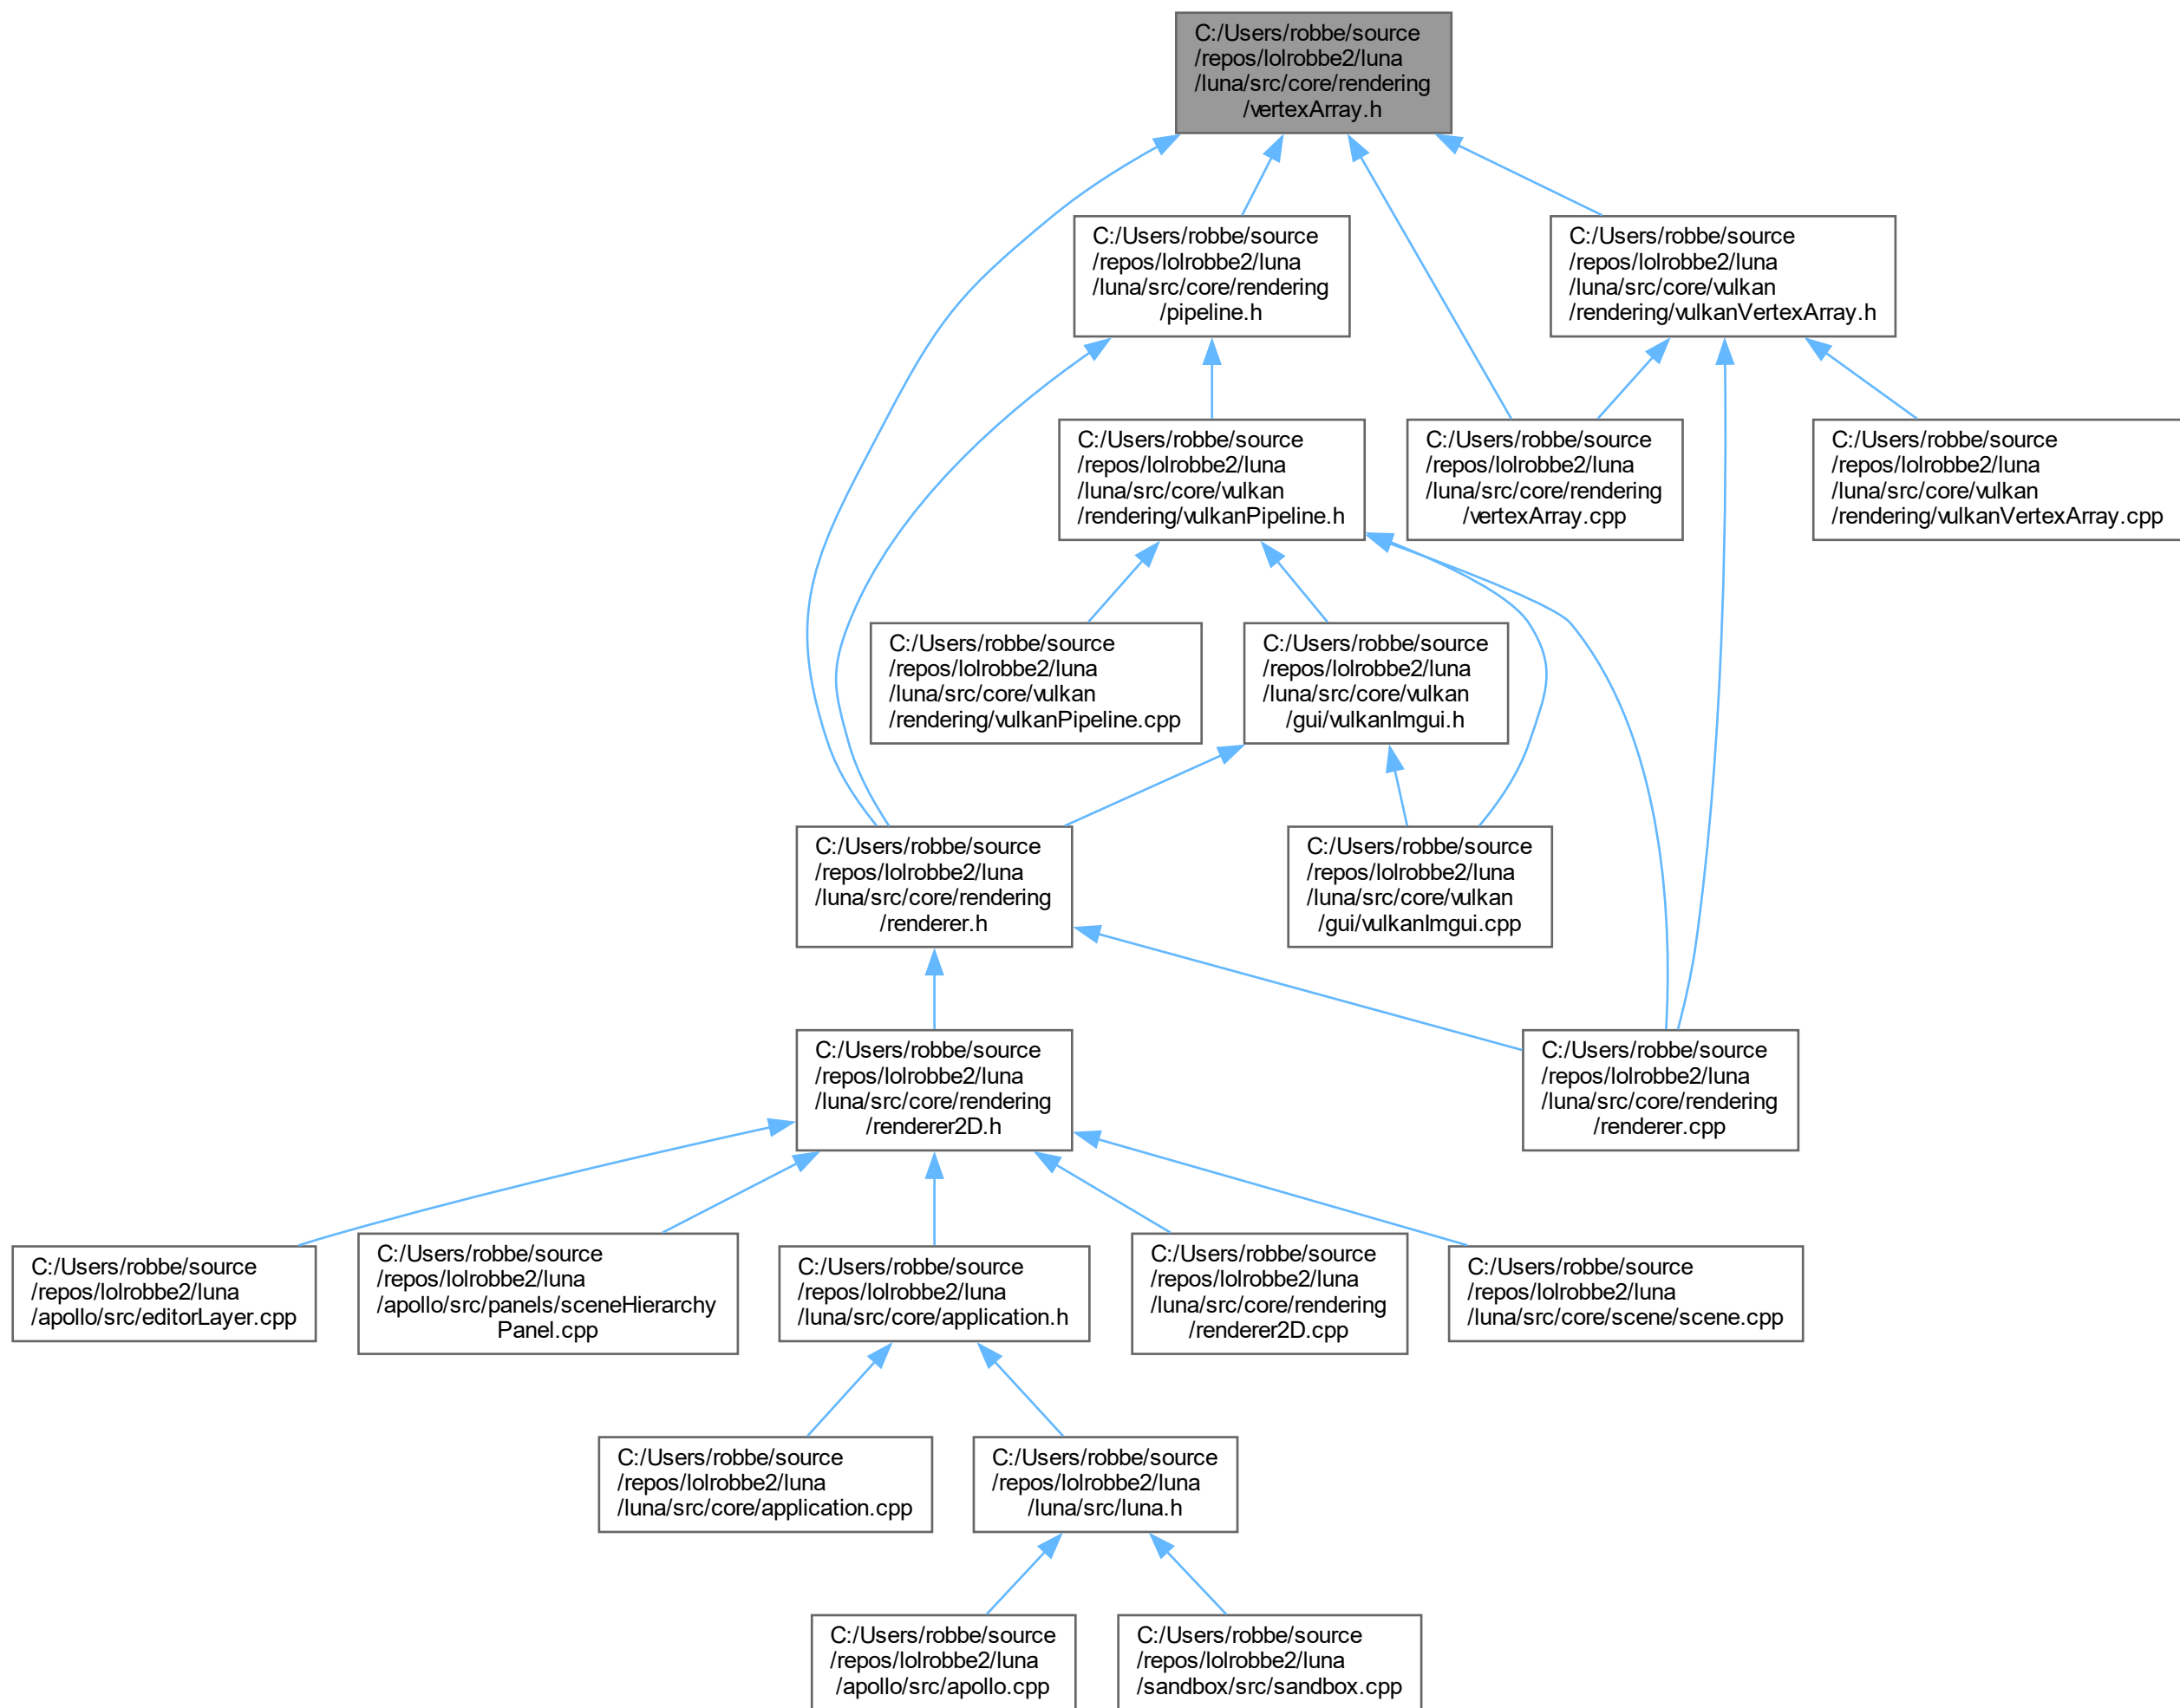 C:/Users/robbe/source
/repos/lolrobbe2/luna
/luna/src/core/rendering
/vertexArray.h
C:/Users/robbe/source
/repos/lolrobbe2/luna
/luna/src/core/rendering
/pipeline.h
C:/Users/robbe/source
/repos/lolrobbe2/luna
/luna/src/core/vulkan
/rendering/vulkanVertexArray.h
C:/Users/robbe/source
/repos/lolrobbe2/luna
/luna/src/core/vulkan
/rendering/vulkanPipeline.h
C:/Users/robbe/source
/repos/lolrobbe2/luna
/luna/src/core/rendering
/vertexArray.cpp
C:/Users/robbe/source
/repos/lolrobbe2/luna
/luna/src/core/vulkan
/rendering/vulkanVertexArray.cpp
C:/Users/robbe/source
/repos/lolrobbe2/luna
/luna/src/core/vulkan
/rendering/vulkanPipeline.cpp
C:/Users/robbe/source
/repos/lolrobbe2/luna
/luna/src/core/vulkan
/gui/vulkanImgui.h
C:/Users/robbe/source
/repos/lolrobbe2/luna
/luna/src/core/rendering
/renderer.h
C:/Users/robbe/source
/repos/lolrobbe2/luna
/luna/src/core/vulkan
/gui/vulkanImgui.cpp
C:/Users/robbe/source
/repos/lolrobbe2/luna
/luna/src/core/rendering
/renderer2D.h
C:/Users/robbe/source
/repos/lolrobbe2/luna
/luna/src/core/rendering
/renderer.cpp
C:/Users/robbe/source
/repos/lolrobbe2/luna
/apollo/src/editorLayer.cpp
C:/Users/robbe/source
/repos/lolrobbe2/luna
/apollo/src/panels/sceneHierarchy
Panel.cpp
C:/Users/robbe/source
/repos/lolrobbe2/luna
/luna/src/core/application.h
C:/Users/robbe/source
/repos/lolrobbe2/luna
/luna/src/core/rendering
/renderer2D.cpp
C:/Users/robbe/source
/repos/lolrobbe2/luna
/luna/src/core/scene/scene.cpp
C:/Users/robbe/source
/repos/lolrobbe2/luna
/luna/src/core/application.cpp
C:/Users/robbe/source
/repos/lolrobbe2/luna
/luna/src/luna.h
C:/Users/robbe/source
/repos/lolrobbe2/luna
/apollo/src/apollo.cpp
C:/Users/robbe/source
/repos/lolrobbe2/luna
/sandbox/src/sandbox.cpp